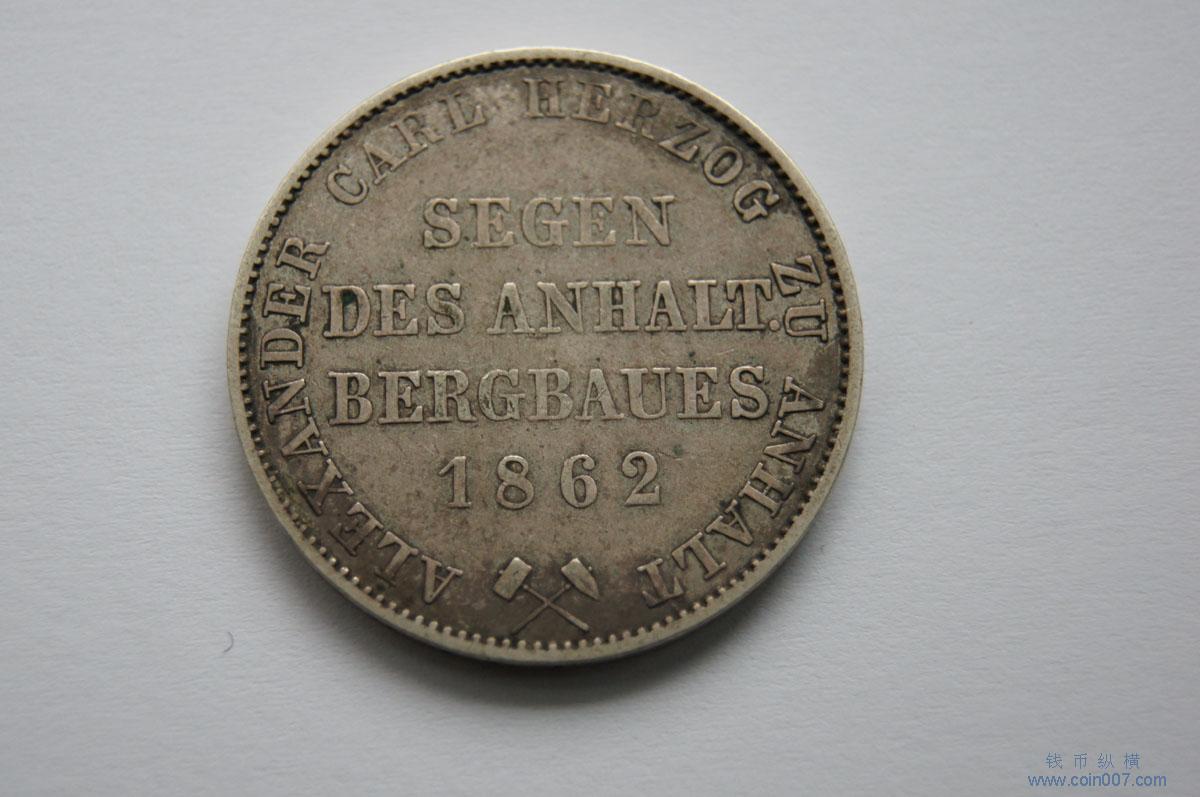 ALEXANDER CARL HERZOG ZU ANHALT
SEGEN
DES ANHALT.
BERGBAUES
1862
钱币纵横
www.coin007.com